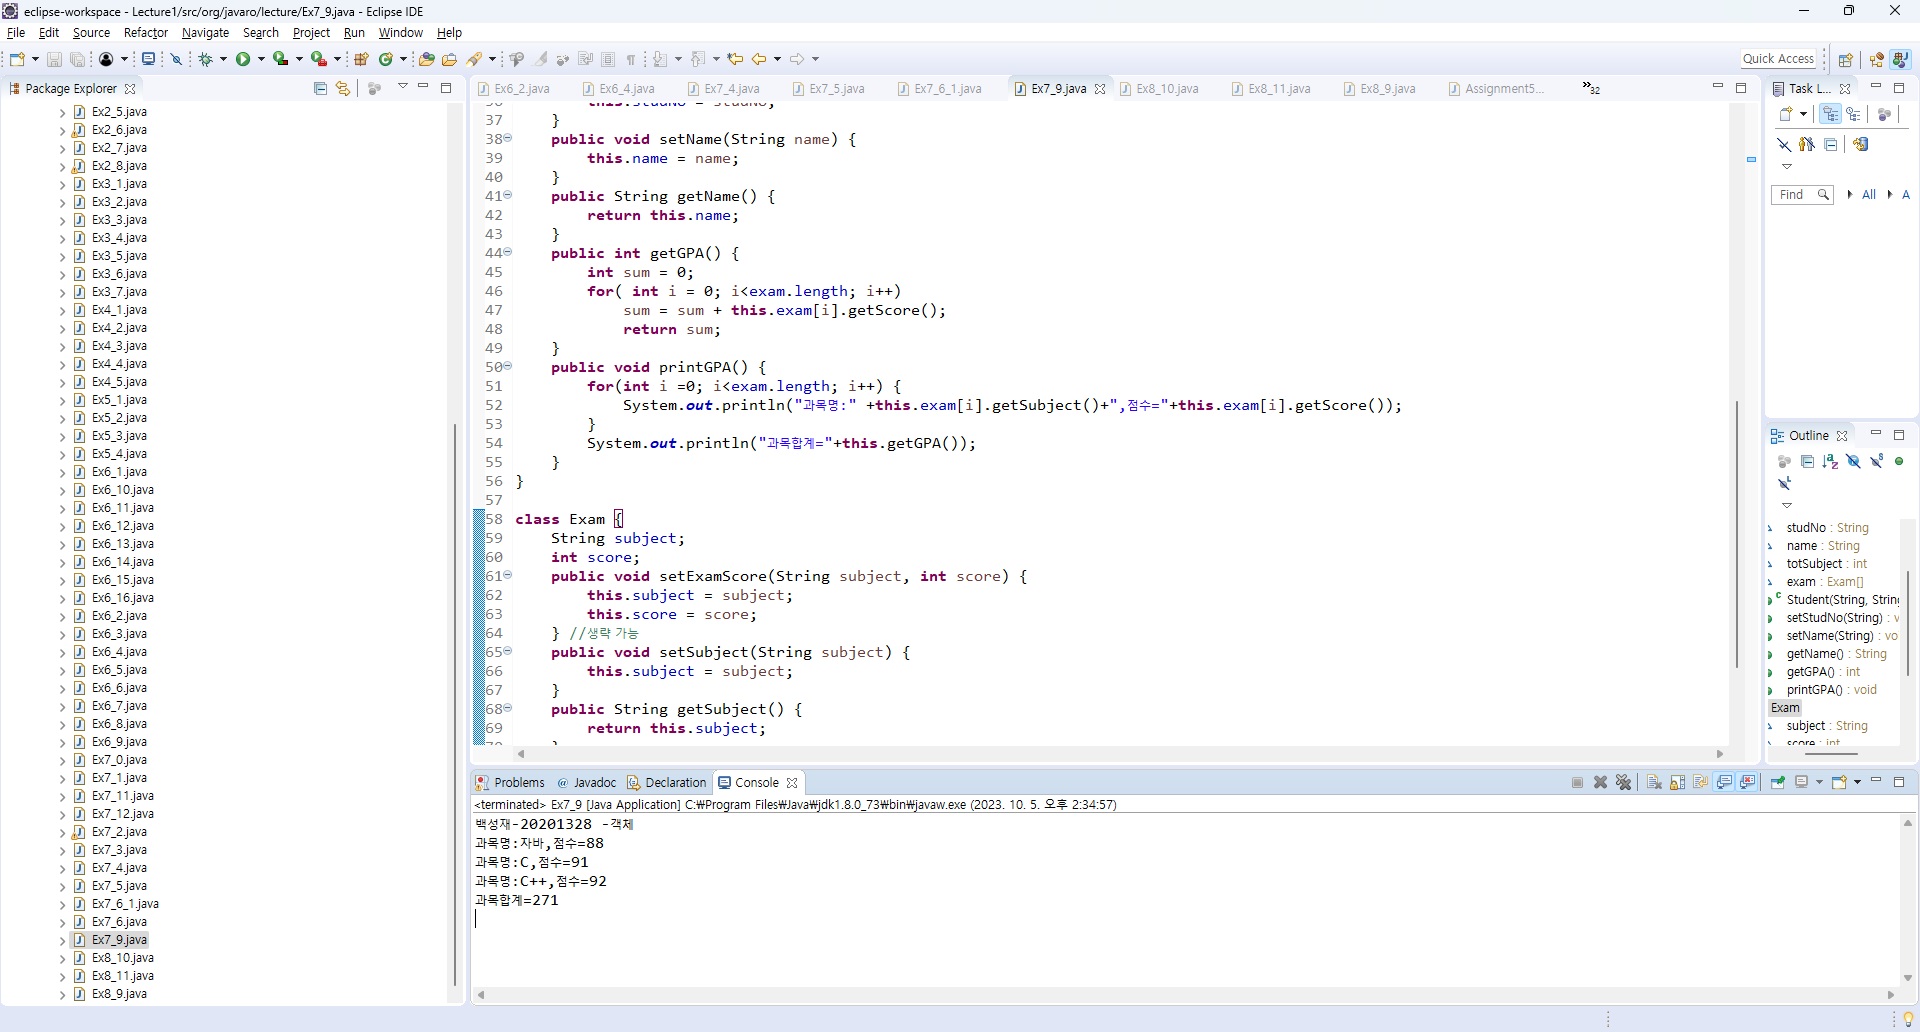 eclipse-workspace - Lecture1/src/org/javaro/lecture/Ex7_9.java - Eclipse IDE
File Edit Source Refactor Navigate Search Project Run Window Help
Quick Access
Package Explorer
Ex2_5.java
Ex2_6.java
Ex2_7.java
Ex2_8.java
Ex3_1.java
Ex3_2.java
Ex3_3.java
Ex3_4.java
Ex3_5.java
Ex3_6.java
Ex3_7.java
Ex4_1.java
Ex4_2.java
Ex4_3.java
Ex4_4.java
Ex4_5.java
Ex5_1.java
Ex5_2.java
Ex5_3.java
Ex5_4.java
Ex6_1.java
Ex6_10.java
Ex6_11.java
Ex6_12.java
Ex6_13.java
Ex6_14.java
Ex6_15.java
Ex6_16.java
Ex6_2.java
Ex6_3.java
Ex6_4.java
Ex6_5.java
Ex6_6.java
Ex6_7.java
Ex6_8.java
Ex6_9.java
Ex7_0.java
Ex7_1.java
Ex7_11.java
Ex7_12.java
Ex7_2.java
Ex7_3.java
Ex7_4.java
Ex7_5.java
Ex7_6_1.java
Ex7_6.java
Ex7_9.java
Ex8_10.java
Ex8_11.java
Ex8_9.java
Ex6_2.java Ex6_4.java Ex7_4.java Ex7_5.java Ex7_6_1.java Ex7_9.java Ex8_10.java Ex8_11.java Ex8_9.java Assignment5... »32
37 }
38 public void setName(String name) {
39 this.name = name;
40 }
41 public String getName() {
42 return this.name;
43 }
44 public int getGPA() {
45 int sum = 0;
46 for( int i = 0; i<exam.length; i++)
47 sum = sum + this.exam[i].getScore();
48 return sum;
49 }
50 public void printGPA() {
51 for(int i =0; i<exam.length; i++) {
52 System.out.println("과목명:" +this.exam[i].getSubject()+",점수="+this.exam[i].getScore());
53 }
54 System.out.println("과목합계="+this.getGPA());
55 }
56 }
57
58 class Exam {
59 String subject;
60 int score;
61 public void setExamScore(String subject, int score) {
62 this.subject = subject;
63 this.score = score;
64 } //생략 가능
65 public void setSubject(String subject) {
66 this.subject = subject;
67 }
68 public String getSubject() {
69 return this.subject;
Problems Javadoc Declaration Console
<terminated> Ex7_9 [Java Application] C:₩Program Files₩Java₩jdk1.8.0_73₩bin₩javaw.exe (2023. 10. 5. 오후 2:34:57)
백성재-20201328 -객체
과목명:자바,점수=88
과목명:C,점수=91
과목명:C++,점수=92
과목합계=271
Task L...
Find All A
Outline
studNo : String
name : String
totSubject : int
exam : Exam[]
Student(String, Strin
setStudNo(String) : v
setName(String) : vo
getName() : String
getGPA() : int
printGPA() : void
Exam
subject : String
score : int